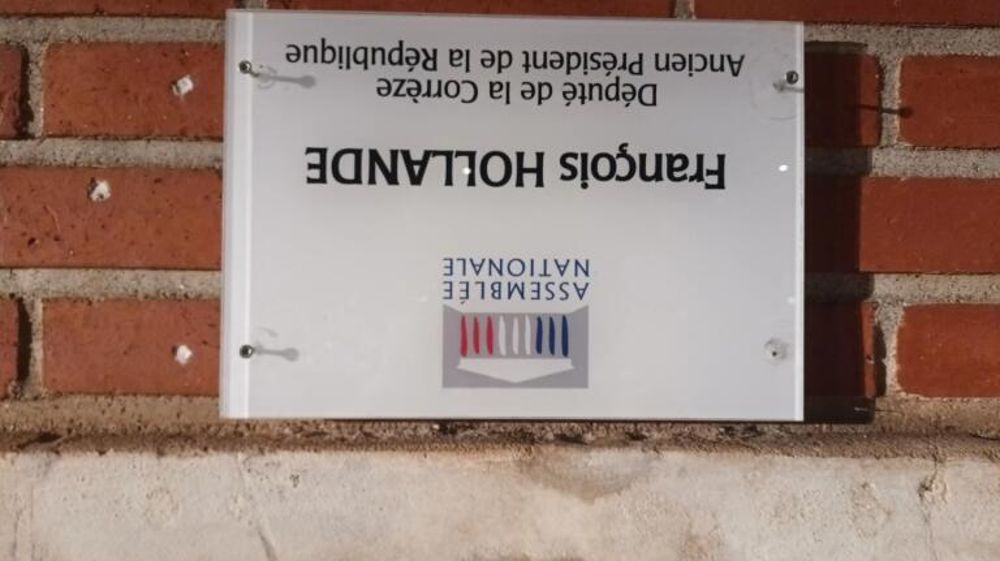 ASSEMBLÉE
NATIONALE
François HOLLANDE
Député de la Corrèze
Ancien Président de la République